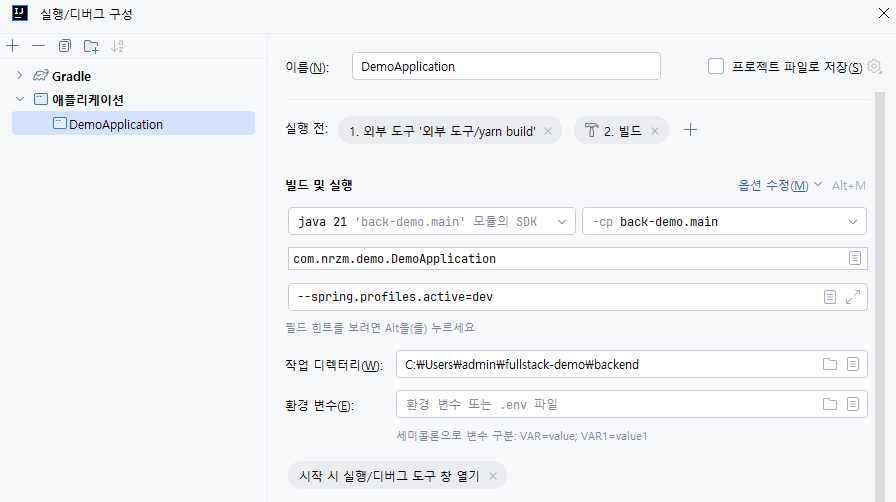 실행/디버그 구성
Gradle
애플리케이션
DemoApplication
이름(N): DemoApplication 프로젝트 파일로 저장(S)
실행 전: 1. 외부 도구 '외부 도구/yarn build' 2. 빌드
빌드 및 실행 옵션 수정(M) Alt+M
java 21 'back-demo.main' 모듈의 SDK -cp back-demo.main
com.nrzm.demo.DemoApplication
--spring.profiles.active=dev
필드 힌트를 보려면 Alt을(를) 누르세요
작업 디렉터리(W): C:₩Users₩admin₩fullstack-demo₩backend
환경 변수(E): 환경 변수 또는 .env 파일
세미콜론으로 변수 구분: VAR=value; VAR1=value1
시작 시 실행/디버그 도구 창 열기